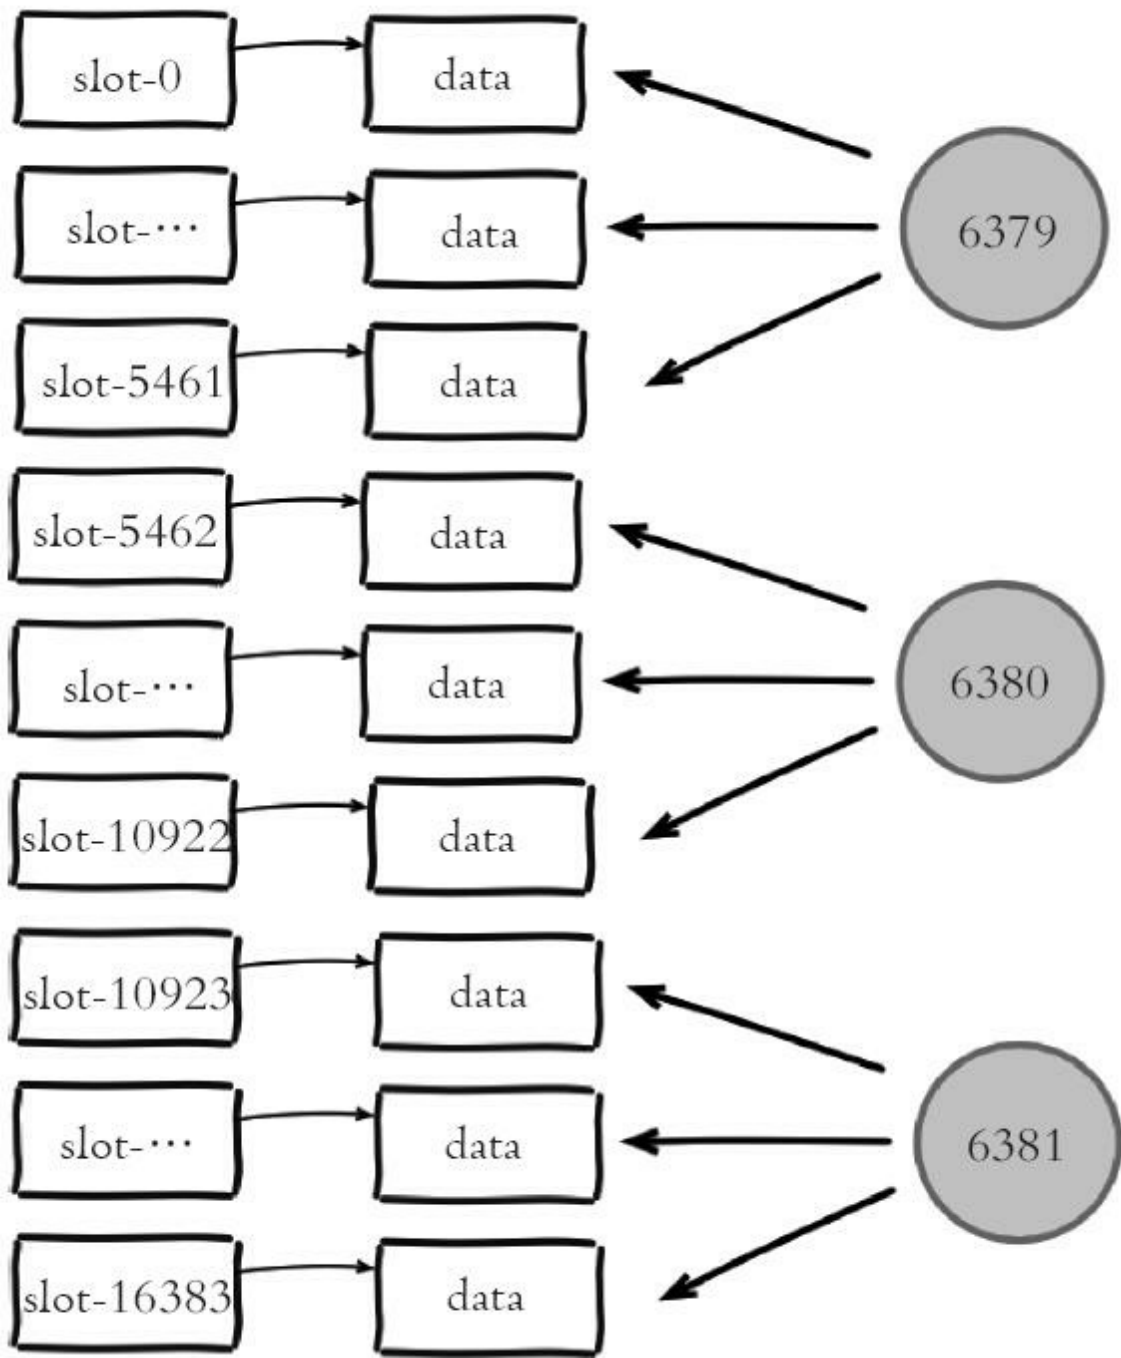 slot-0 data
slot-··· data
6379
slot-5461 data
slot-5462 data
slot-··· data
6380
slot-10922 data
slot-10923 data
slot-··· data
6381
slot-16383 data